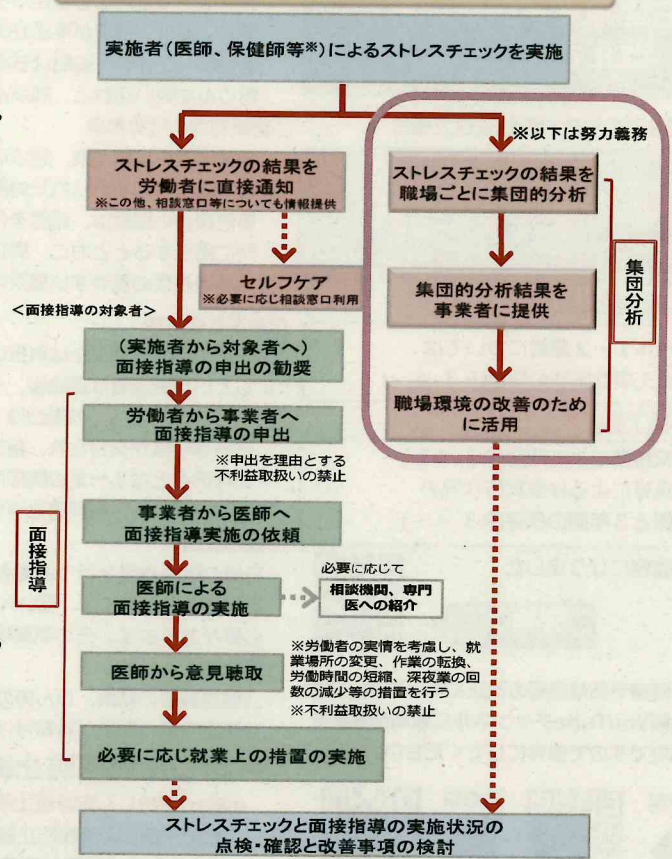 実施者(医師、保健師等※)によるストレスチェックを実施
※以下は努力義務
ストレスチェックの結果を
労働者に直接通知
※この他、相談窓口等についても情報提供
セルフケア
※必要に応じ相談窓口利用
ストレスチェックの結果を
職場ごとに集団的分析
集団的分析結果を
事業者に提供
職場環境の改善のため
に活用
集団分析
<面接指導の対象者>
(実施者から対象者へ)
面接指導の申出の勧奨
労働者から事業者へ
面接指導の申出
※申出を理由とする
不利益取扱いの禁止
事業者から医師へ
面接指導実施の依頼
医師による
面接指導の実施
必要に応じて
相談機関、専門
医への紹介
医師から意見聴取
※労働者の実情を考慮し、就
業場所の変更、作業の転換、
労働時間の短縮、深夜業の回
数の減少等の措置を行う
※不利益取扱いの禁止
必要に応じ就業上の措置の実施
面接指導
ストレスチェックと面接指導の実施状況の
点検・確認と改善事項の検討